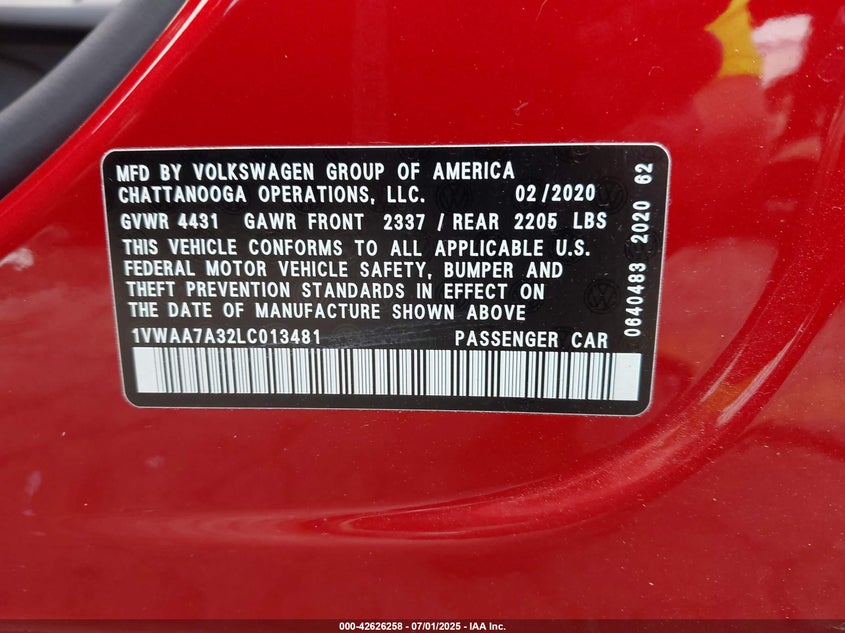 MFD BY VOLKSWAGEN GROUP OF AMERICA
CHATTANOOGA OPERATIONS, LLC. 02/2020
GVWR 4431 GAWR FRONT 2337 / REAR 2205 LBS
THIS VEHICLE CONFORMS TO ALL APPLICABLE U.S.
FEDERAL MOTOR VEHICLE SAFETY, BUMPER AND
THEFT PREVENTION STANDARDS IN EFFECT ON
THE DATE OF MANUFACTURE SHOWN ABOVE
1VWAA7A32LC013481 PASSENGER CAR
0640483 2020 62
000-42626258 - 07/01/2025 - IAA Inc.